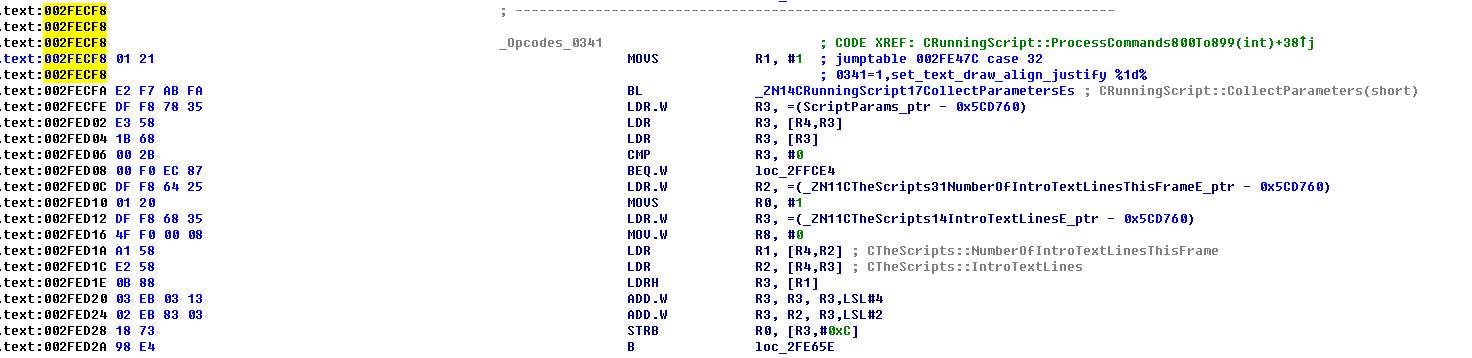 .text:002FECF8 ; ---------------------------------------------------------------------------
.text:002FECF8
.text:002FECF8 _Opcodes_0341 ; CODE XREF: CRunningScript::ProcessCommands800To899(int)+38↑j
.text:002FECF8 01 21 MOVS R1, #1 ; jumptable 002FE47C case 32
.text:002FECF8 ; 0341=1,set_text_draw_align_justify %1d%
.text:002FECFA E2 F7 AB FA BL _ZN14CRunningScript17CollectParametersEs ; CRunningScript::CollectParameters(short)
.text:002FECFE DF F8 78 35 LDR.W R3, =(ScriptParams_ptr - 0x5CD760)
.text:002FED02 E3 58 LDR R3, [R4,R3]
.text:002FED04 1B 68 LDR R3, [R3]
.text:002FED06 00 2B CMP R3, #0
.text:002FED08 00 F0 EC 87 BEQ.W loc_2FFCE4
.text:002FED0C DF F8 64 25 LDR.W R2, =(_ZN11CTheScripts31NumberOfIntroTextLinesThisFrameE_ptr - 0x5CD760)
.text:002FED10 01 20 MOVS R0, #1
.text:002FED12 DF F8 68 35 LDR.W R3, =(_ZN11CTheScripts14IntroTextLinesE_ptr - 0x5CD760)
.text:002FED16 4F F0 00 08 MOV.W R8, #0
.text:002FED1A A1 58 LDR R1, [R4,R2] ; CTheScripts::NumberOfIntroTextLinesThisFrame
.text:002FED1C E2 58 LDR R2, [R4,R3] ; CTheScripts::IntroTextLines
.text:002FED1E 0B 88 LDRH R3, [R1]
.text:002FED20 03 EB 03 13 ADD.W R3, R3, R3,LSL#4
.text:002FED24 02 EB 83 03 ADD.W R3, R2, R3,LSL#2
.text:002FED28 18 73 STRB R0, [R3,#0xC]
.text:002FED2A 98 E4 B loc_2FE65E